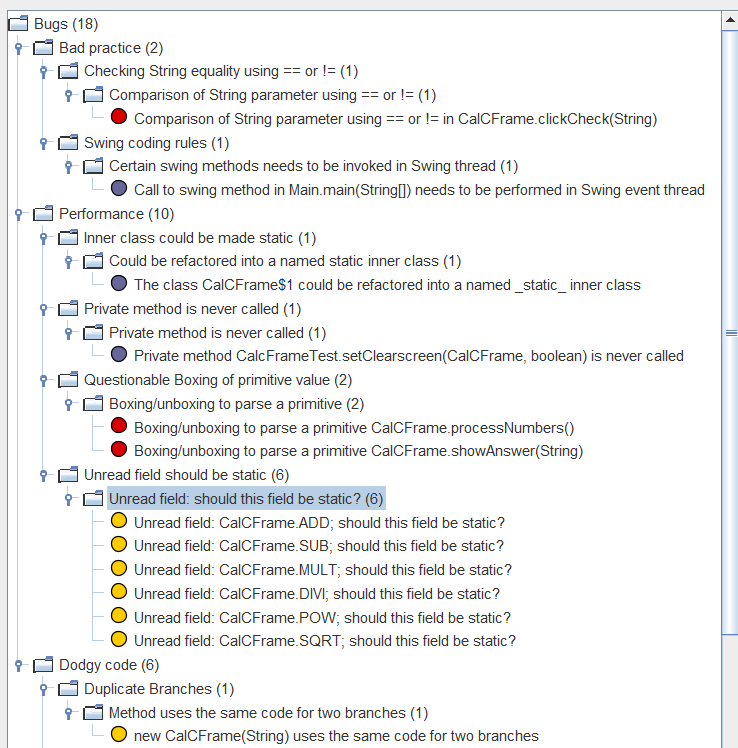 Bugs (18)
Bad practice (2)
Checking String equality using == or != (1)
Comparison of String parameter using == or != (1)
Comparison of String parameter using == or != in CalCFrame.clickCheck(String)
Swing coding rules (1)
Certain swing methods needs to be invoked in Swing thread (1)
Call to swing method in Main.main(String[]) needs to be performed in Swing event thread
Performance (10)
Inner class could be made static (1)
Could be refactored into a named static inner class (1)
The class CalCFrame$1 could be refactored into a named _static_ inner class
Private method is never called (1)
Private method is never called (1)
Private method CalcFrameTest.setClearscreen(CalCFrame, boolean) is never called
Questionable Boxing of primitive value (2)
Boxing/unboxing to parse a primitive (2)
Boxing/unboxing to parse a primitive CalCFrame.processNumbers()
Boxing/unboxing to parse a primitive CalCFrame.showAnswer(String)
Unread field should be static (6)
Unread field: should this field be static? (6)
Unread field: CalCFrame.ADD; should this field be static?
Unread field: CalCFrame.SUB; should this field be static?
Unread field: CalCFrame.MULT; should this field be static?
Unread field: CalCFrame.DIVI; should this field be static?
Unread field: CalCFrame.POW; should this field be static?
Unread field: CalCFrame.SQRT; should this field be static?
Dodgy code (6)
Duplicate Branches (1)
Method uses the same code for two branches (1)
new CalCFrame(String) uses the same code for two branches